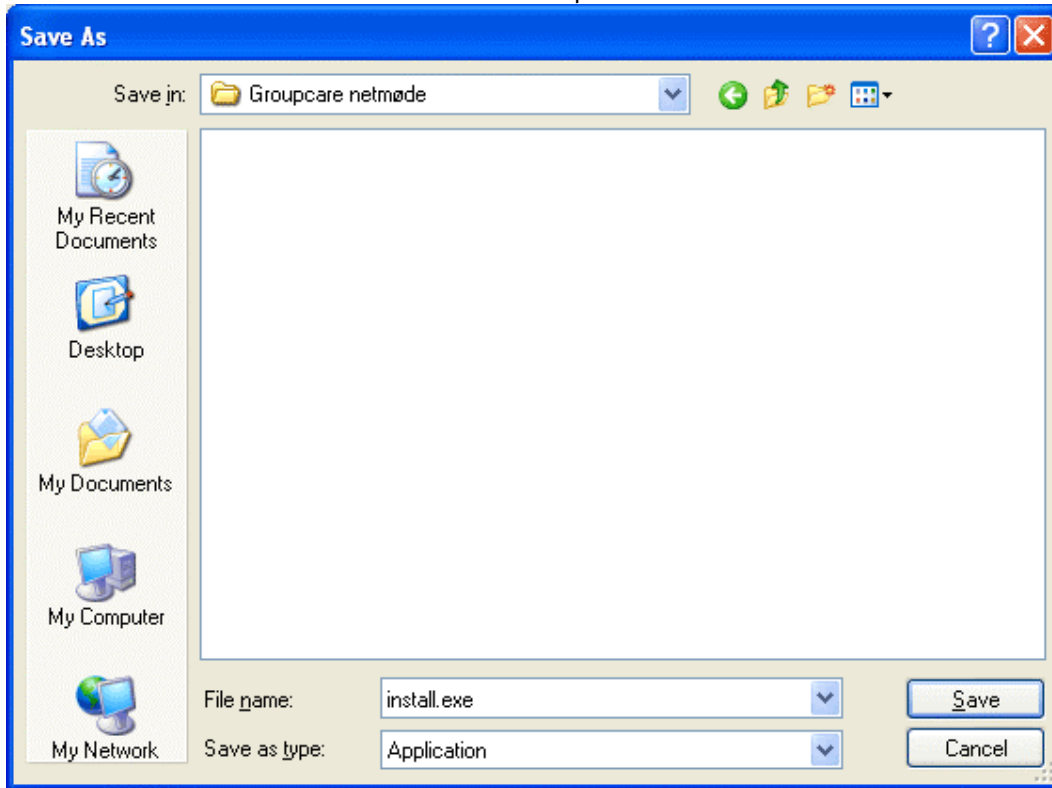 Save As
Save in:
Groupcare netmøde
My Recent
Documents
Desktop
My Documents
My Computer
My Network
File name:
install.exe
Save
Save as type:
Application
Cancel